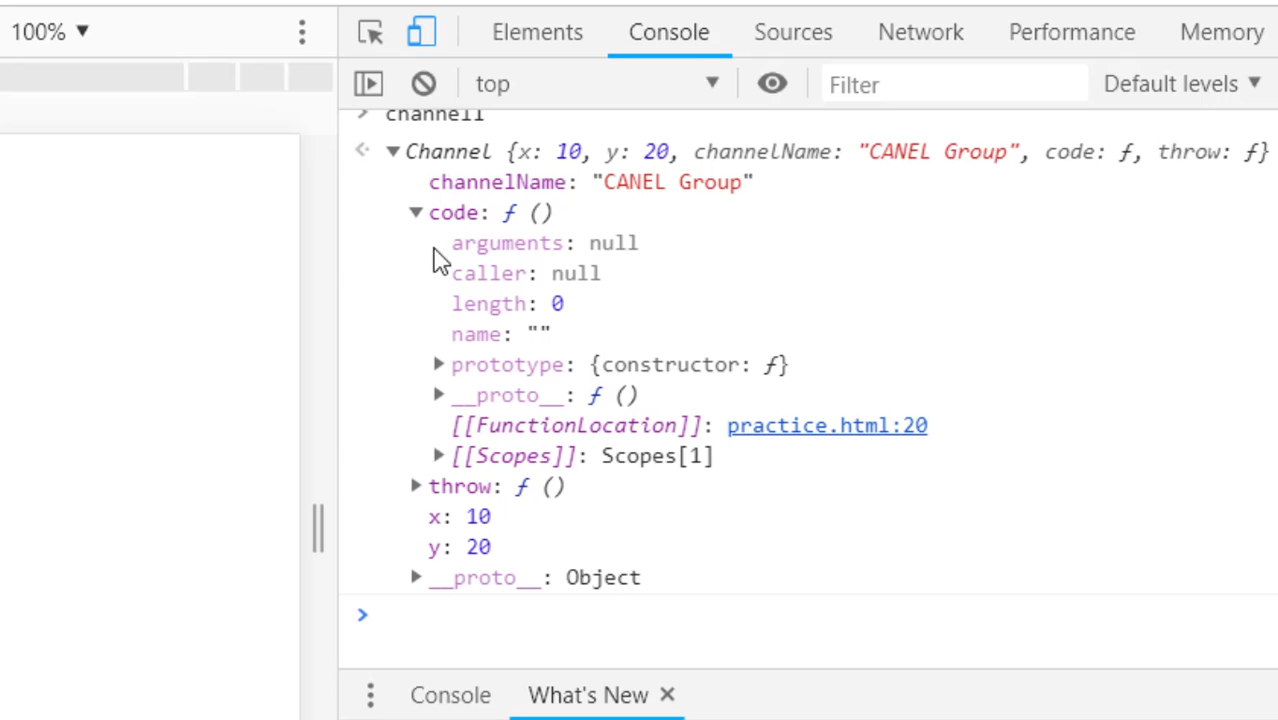 100% ▼
Elements Console Sources Network Performance Memory
top ▼ Filter Default levels ▼
> channel1
Channel {x: 10, y: 20, channelName: "CANEL Group", code: ƒ, throw: ƒ}
channelName: "CANEL Group"
code: ƒ ()
arguments: null
caller: null
length: 0
name: ""
prototype: {constructor: ƒ}
__proto__: ƒ ()
[[FunctionLocation]]: practice.html:20
[[Scopes]]: Scopes[1]
throw: ƒ ()
x: 10
y: 20
__proto__: Object
>
Console What's New ×